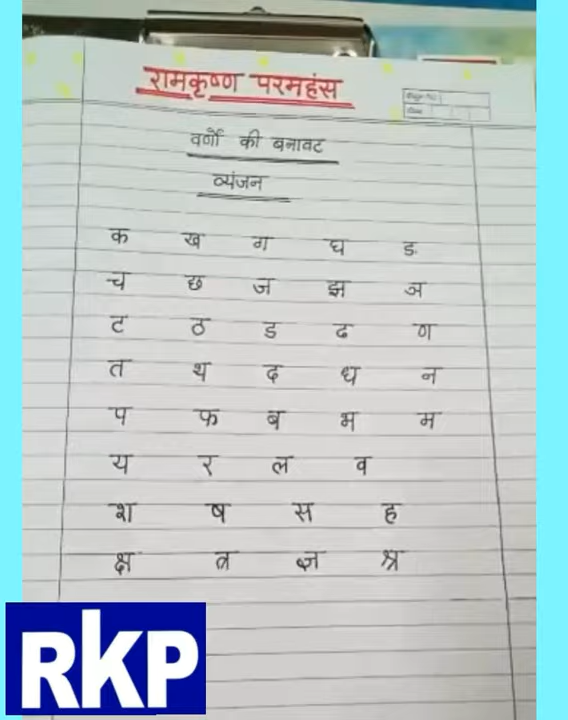 रामकृष्ण परमहंस
वर्णो की बनावट
व्यंजन
क ख ग घ ङ
च छ ज झ ञ
ट ठ ड ढ ण
त थ द ध न
प फ ब भ म
य र ल व
श ष स ह
क्ष त्र ज्ञ श्र
RKP